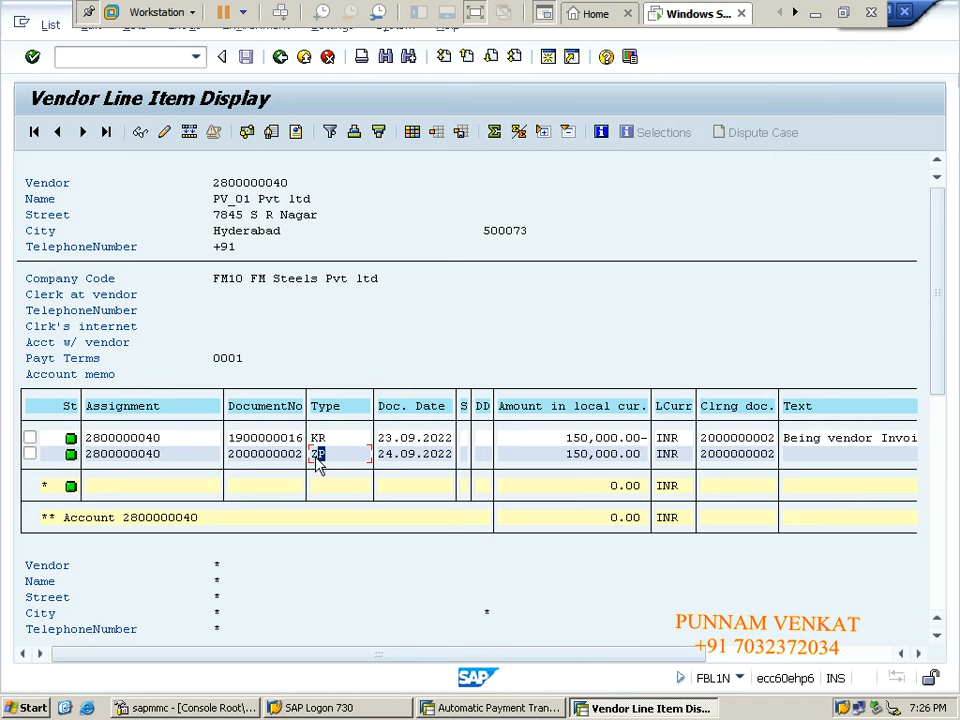 Workstation
Home
Windows S...
List
System
Vendor Line Item Display
Selections
Dispute Case
Vendor 2800000040
Name PV_01 Pvt ltd
Street 7845 S R Nagar
City Hyderabad 500073
TelephoneNumber +91
Company Code FM10 FM Steels Pvt ltd
Clerk at vendor
TelephoneNumber
Clrk's internet
Acct w/ vendor
Payt Terms 0001
Account memo
St Assignment DocumentNo Type Doc. Date S DD Amount in local cur. LCurr Clrng doc. Text
2800000040 1900000016 KR 23.09.2022 150,000.00- INR 2000000002 Being vendor Invoi
2800000040 2000000002 ZP 24.09.2022 150,000.00 INR 2000000002
* 0.00 INR
** Account 2800000040 0.00 INR
Vendor *
Name *
Street *
City * *
TelephoneNumber *
PUNNAM VENKAT
+91 7032372034
SAP
FBL1N
ecc60ehp6
INS
Start
sapmmc - [Console Root\...
SAP Logon 730
Automatic Payment Tran...
Vendor Line Item Dis...
7:26 PM